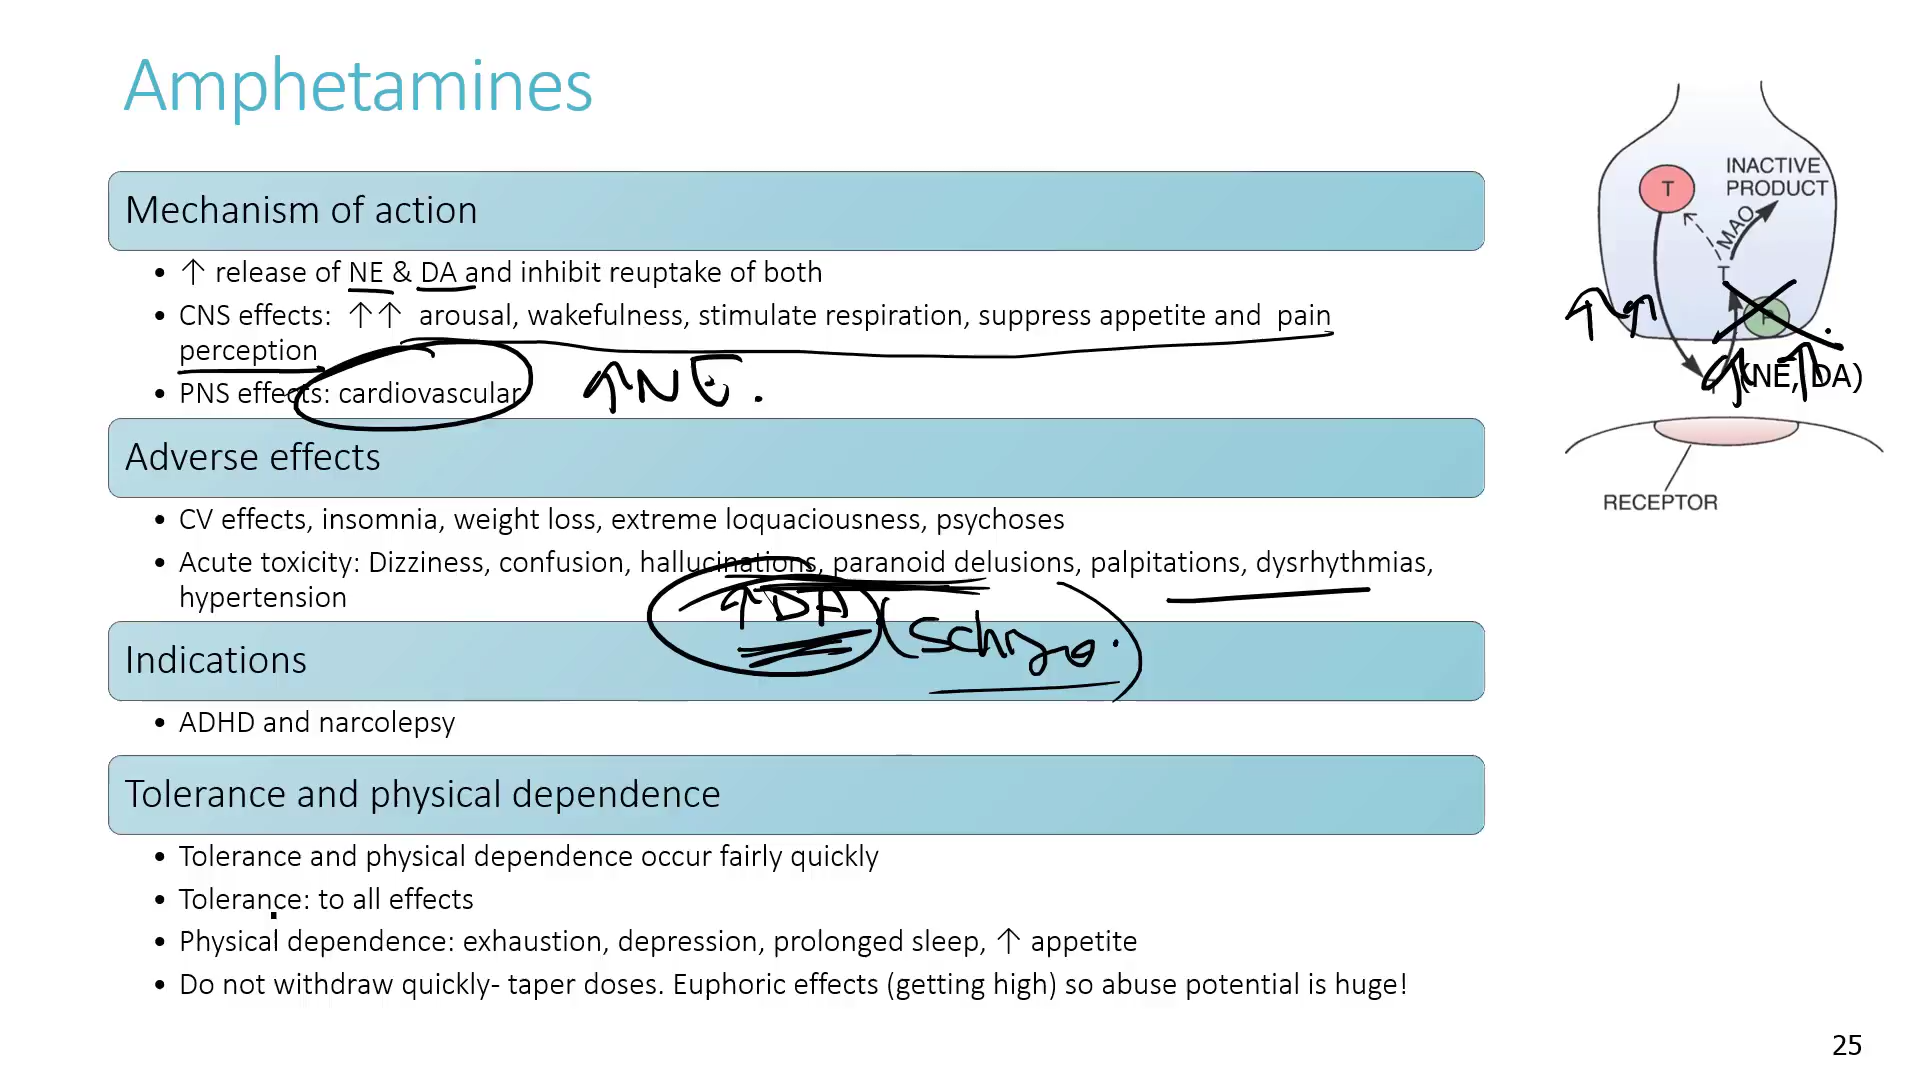 Amphetamines
Mechanism of action
• ↑ release of NE & DA and inhibit reuptake of both
• CNS effects: ↑↑ arousal, wakefulness, stimulate respiration, suppress appetite and pain
perception
• PNS effects: cardiovascular
↑NE.
Adverse effects
• CV effects, insomnia, weight loss, extreme loquaciousness, psychoses
• Acute toxicity: Dizziness, confusion, hallucinations, paranoid delusions, palpitations, dysrhythmias,
hypertension
↑DA (Schizo.)
Indications
• ADHD and narcolepsy
Tolerance and physical dependence
• Tolerance and physical dependence occur fairly quickly
• Tolerance: to all effects
• Physical dependence: exhaustion, depression, prolonged sleep, ↑ appetite
• Do not withdraw quickly- taper doses. Euphoric effects (getting high) so abuse potential is huge!
INACTIVE
PRODUCT
T
MAO
T
↑↑
(NE, DA)
RECEPTOR
25